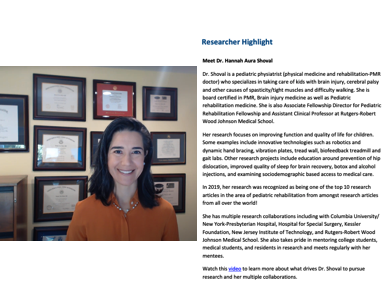 Researcher Highlight
Meet Dr. Hannah Aura Shoval
Dr. Shoval is a pediatric physiatrist (physical medicine and rehabilitation-PMR
doctor) who specializes in taking care of kids with brain injury, cerebral palsy
and other causes of spasticity/tight muscles and difficulty walking. She is
board certified in PMR, Brain injury medicine as well as Pediatric
rehabilitation medicine. She is also Associate Fellowship Director for Pediatric
Rehabilitation Fellowship and Assistant Clinical Professor at Rutgers-Robert
Wood Johnson Medical School.
Her research focuses on improving function and quality of life for children.
Some examples include innovative technologies such as robotics and
dynamic hand bracing, vibration plates, tread wall, biofeedback treadmill and
gait labs. Other research projects include education around prevention of hip
dislocation, improved quality of sleep for brain recovery, botox and alcohol
injections, and examining sociodemographic based access to medical care.
In 2019, her research was recognized as being one of the top 10 research
articles in the area of pediatric rehabilitation from amongst research articles
from all over the world!
She has multiple research collaborations including with Columbia University/
New York-Presbyterian Hospital, Hospital for Special Surgery, Kessler
Foundation, New Jersey Institute of Technology, and Rutgers-Robert Wood
Johnson Medical School. She also takes pride in mentoring college students,
medical students, and residents in research and meets regularly with her
mentees.
Watch this video to learn more about what drives Dr. Shoval to pursue
research and her multiple collaborations.